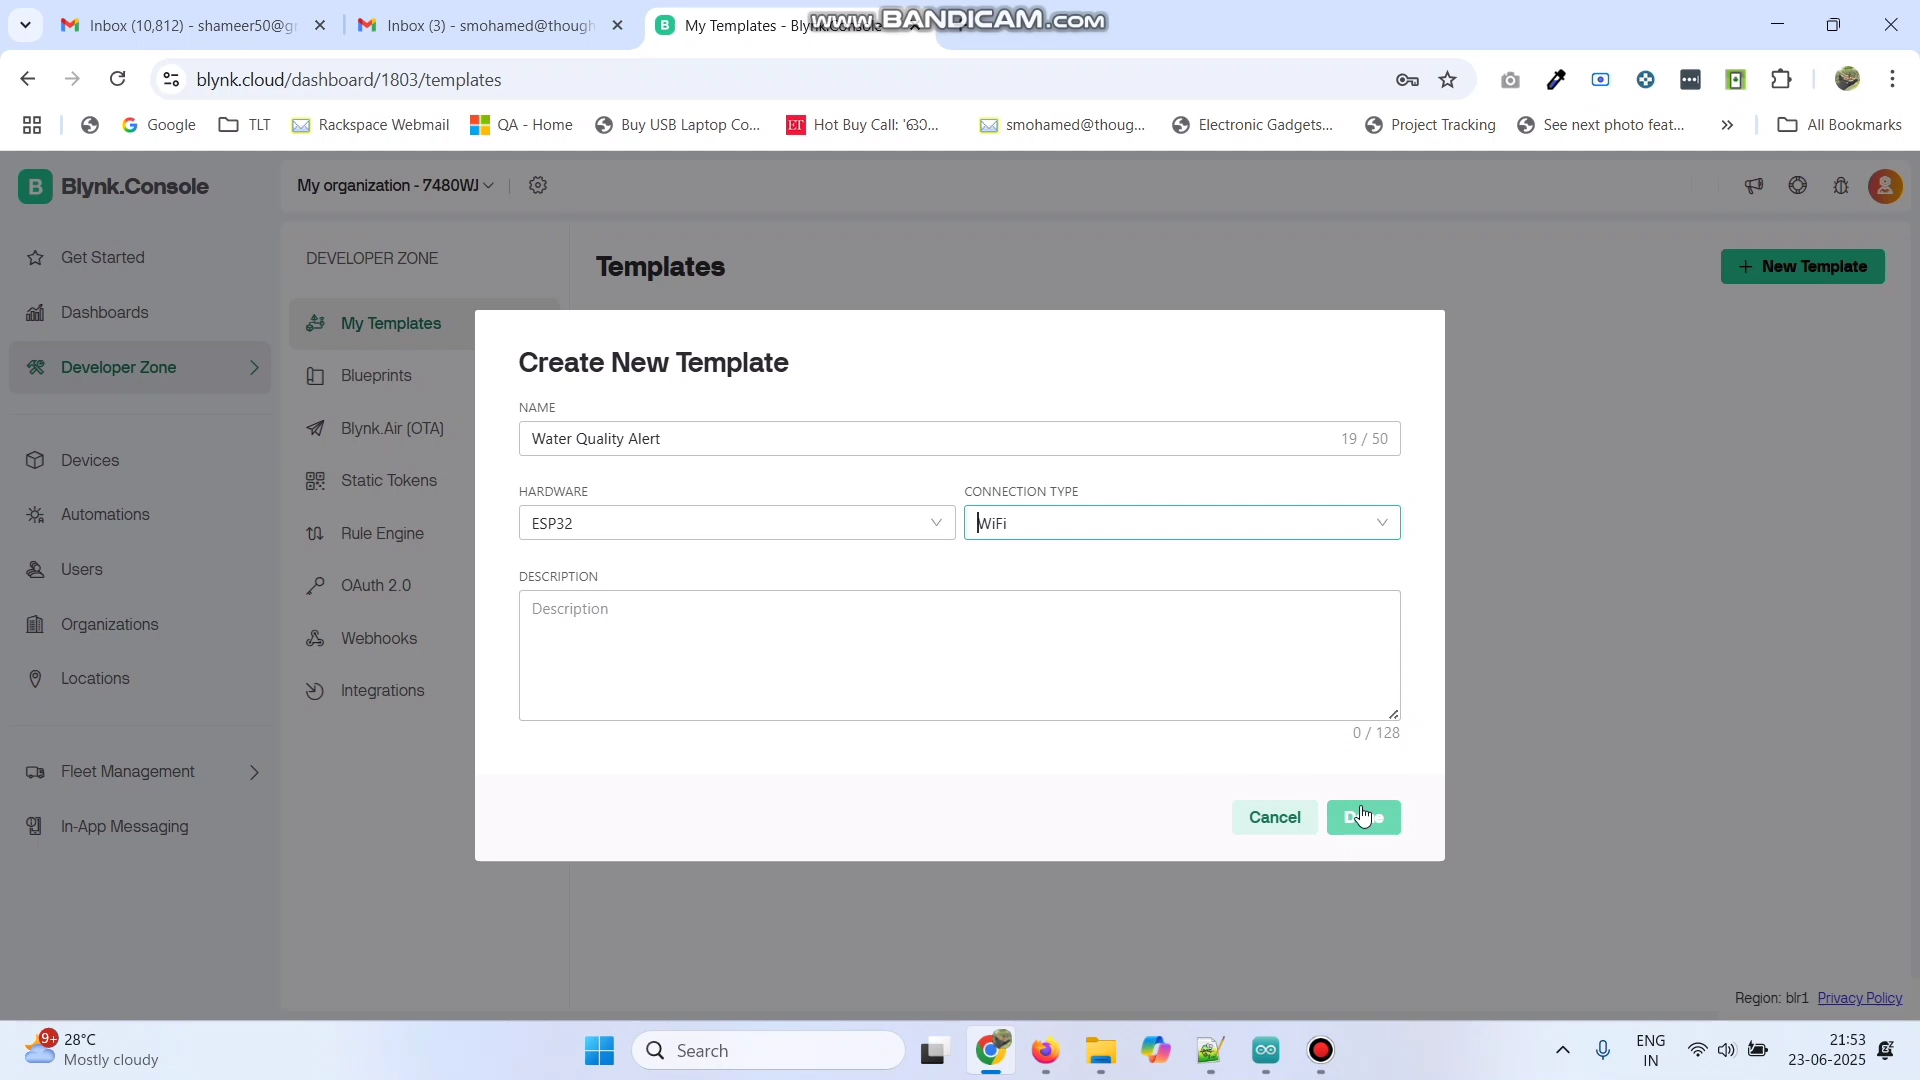 Inbox (10,812) - shameer50@gr
Inbox (3) - smohamed@though
My Templates - Blynk.Console
www.BANDICAM.com
blynk.cloud/dashboard/1803/templates
Google
TLT
Rackspace Webmail
QA - Home
Buy USB Laptop Co...
Hot Buy Call: '630...
smohamed@thoug...
Electronic Gadgets...
Project Tracking
See next photo feat...
All Bookmarks
B Blynk.Console
My organization - 7480WJ
Get Started
Dashboards
Developer Zone
Devices
Automations
Users
Organizations
Locations
Fleet Management
In-App Messaging
DEVELOPER ZONE
My Templates
Blueprints
Blynk.Air (OTA)
Static Tokens
Rule Engine
OAuth 2.0
Webhooks
Integrations
Templates
+ New Template
Create New Template
NAME
Water Quality Alert
19 / 50
HARDWARE
CONNECTION TYPE
ESP32
WiFi
DESCRIPTION
Description
0 / 128
Cancel
Region: blr1 Privacy Policy
9+
28°C
Mostly cloudy
Search
ENG
IN
21:53
23-06-2025